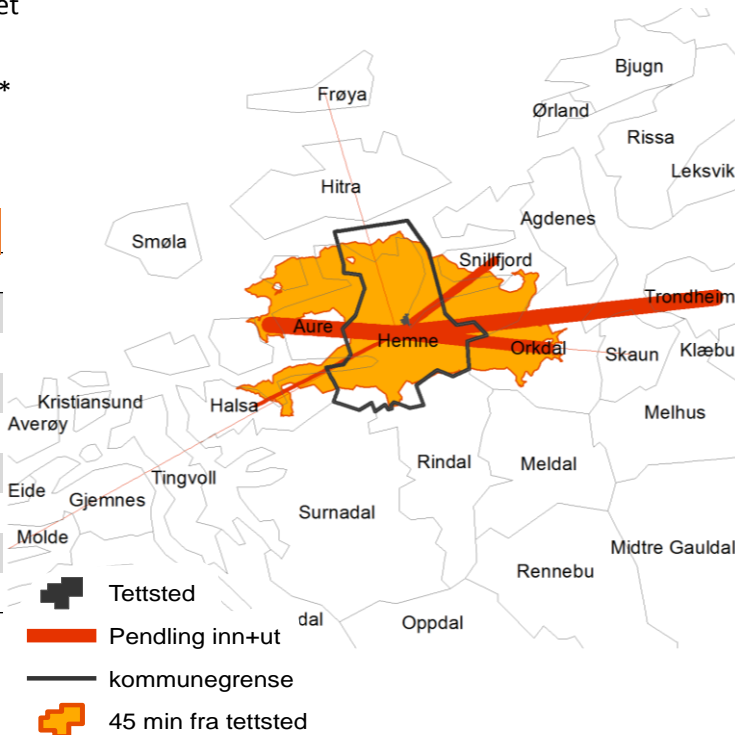 et
*
Bjugn
Frøya
Ørland
Rissa
Leksvik
Hitra
Agdenes
Smøla
Snillfjord
Trondheim
Aure
Hemne
Orkdal
Skaun
Klæbu
Kristiansund
Halsa
Melhus
Averøy
Rindal
Meldal
Tingvoll
Eide
Gjemnes
Surnadal
Molde
Midtre Gauldal
Rennebu
Tettsted
dal
Oppdal
Pendling inn+ut
kommunegrense
45 min fra tettsted